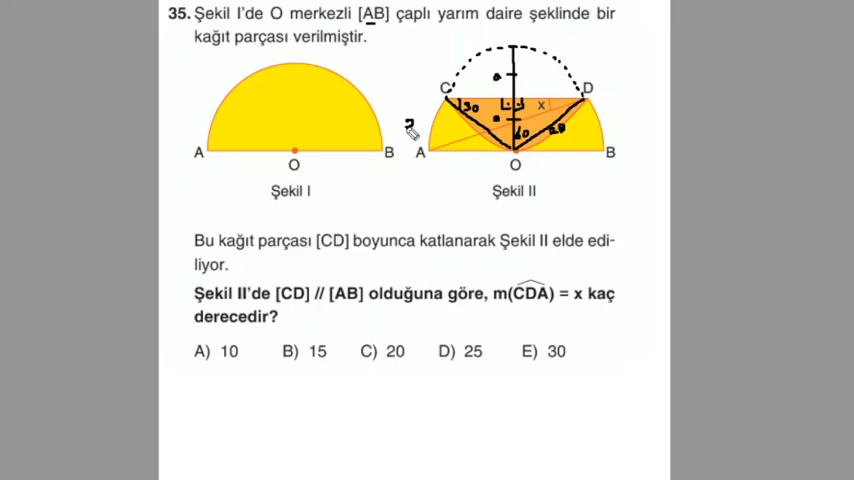 35. Şekil I'de O merkezli [AB] çaplı yarım daire şeklinde bir
kağıt parçası verilmiştir.
C D
30 x
a
a
60 2a
A B A B
O O
Şekil I Şekil II
Bu kağıt parçası [CD] boyunca katlanarak Şekil II elde edi-
liyor.
Şekil II'de [CD] // [AB] olduğuna göre, m(CDA) = x kaç
derecedir?
A) 10 B) 15 C) 20 D) 25 E) 30